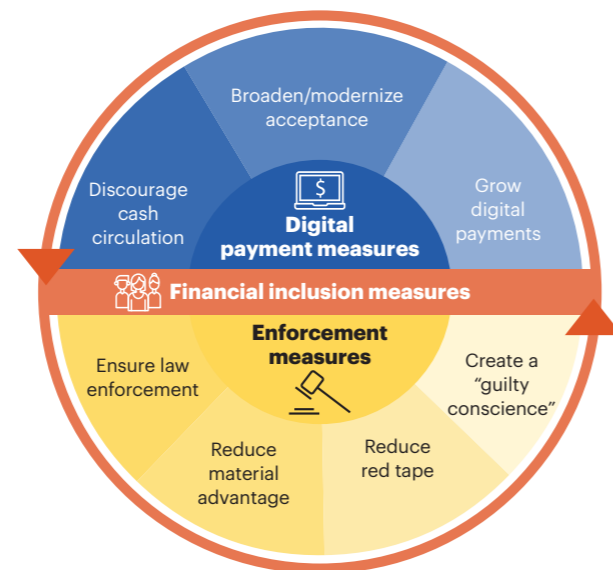 Broaden/modernize
acceptance
Discourage
cash
circulation
Grow
digital
payments
$
Digital
payment measures
Financial inclusion measures
Enforcement
measures
Ensure law
enforcement
Reduce
material
advantage
Reduce
red tape
Create a
“guilty
conscience”